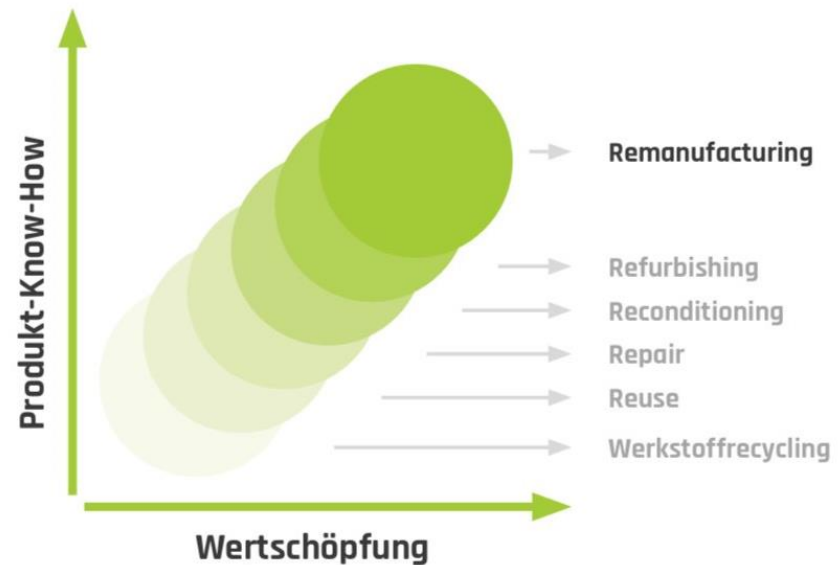 Produkt-Know-How
Remanufacturing
Refurbishing
Reconditioning
Repair
Reuse
Werkstoffrecycling
Wertschöpfung